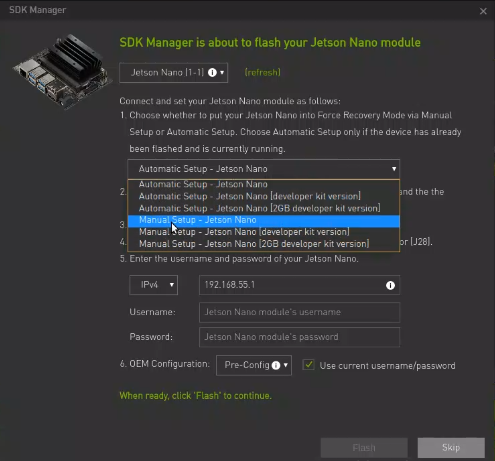 SDK Manager
SDK Manager is about to flash your Jetson Nano module
Jetson Nano [1-1]
[refresh]
Connect and set your Jetson Nano module as follows:
1. Choose whether to put your Jetson Nano into Force Recovery Mode via Manual
Setup or Automatic Setup. Choose Automatic Setup only if the device has already
been flashed and is currently running.
Automatic Setup - Jetson Nano
Automatic Setup - Jetson Nano
Automatic Setup - Jetson Nano [developer kit version]
2. and the the
Automatic Setup - Jetson Nano [2GB developer kit version]
Manual Setup - Jetson Nano
3.
Manual Setup - Jetson Nano [developer kit version]
4. or [J28].
Manual Setup - Jetson Nano [2GB developer kit version]
5. Enter the username and password of your Jetson Nano.
IPv4
192.168.55.1
Username:
Jetson Nano module's username
Password:
Jetson Nano module's password
6. OEM Configuration:
Pre-Config
Use current username/password
When ready, click 'Flash' to continue.
Flash
Skip